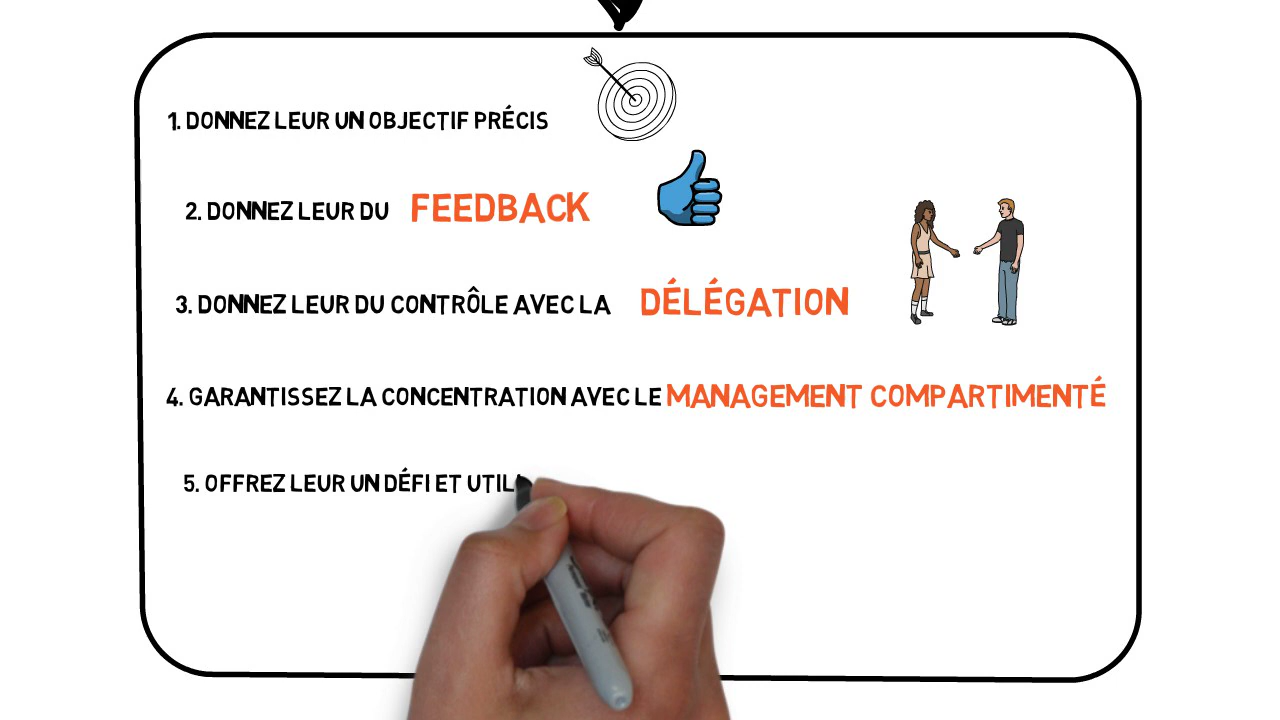 1. DONNEZ LEUR UN OBJECTIF PRÉCIS
2. DONNEZ LEUR DU FEEDBACK
3. DONNEZ LEUR DU CONTRÔLE AVEC LA DÉLÉGATION
4. GARANTISSEZ LA CONCENTRATION AVEC LE MANAGEMENT COMPARTIMENTÉ
5. OFFREZ LEUR UN DÉFI ET UTIL